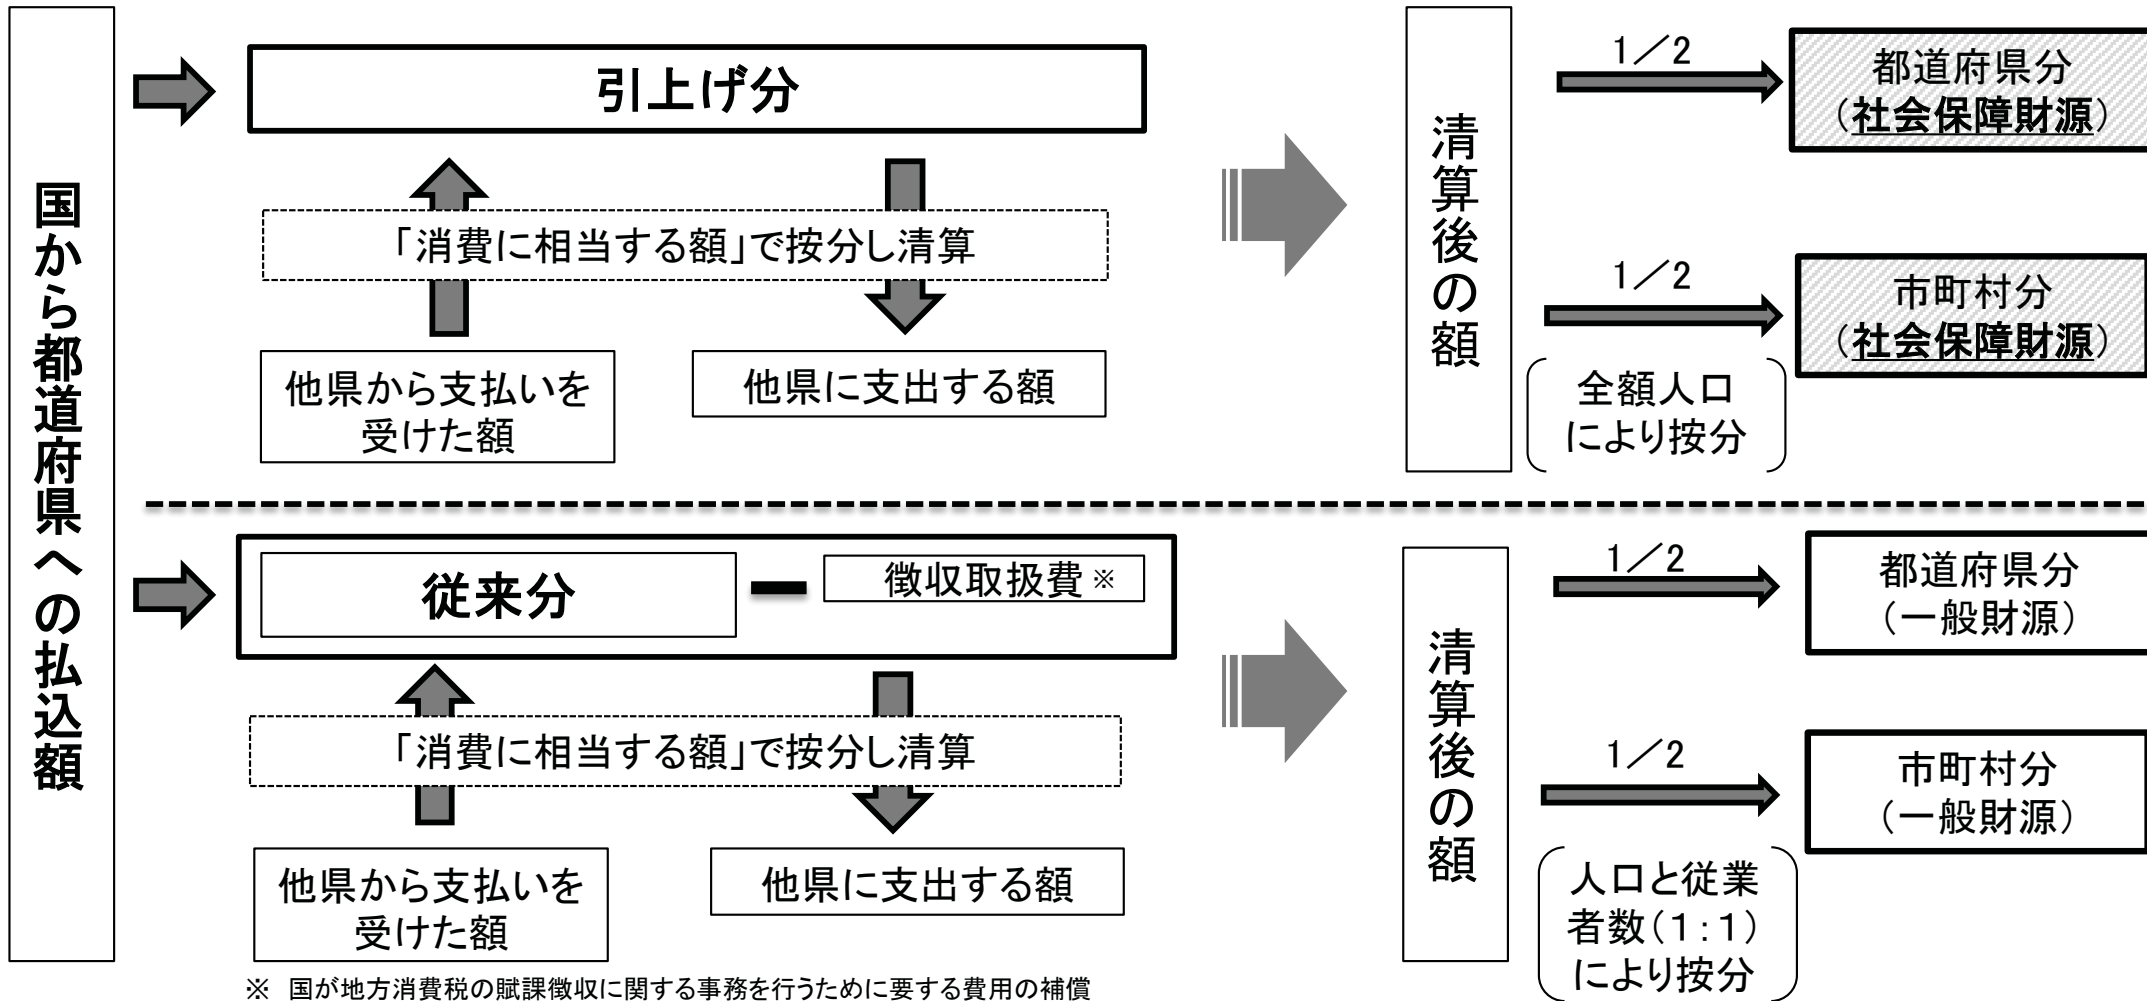 国から都道府県への払込額
引上げ分
「消費に相当する額」で按分し清算
他県から支払いを
受けた額
他県に支出する額
清算後の額
1／2
都道府県分
（社会保障財源）
1／2
市町村分
（社会保障財源）
全額人口
により按分
従来分
徴収取扱費※
「消費に相当する額」で按分し清算
他県から支払いを
受けた額
他県に支出する額
清算後の額
1／2
都道府県分
（一般財源）
1／2
市町村分
（一般財源）
人口と従業
者数（１：１）
により按分
※　国が地方消費税の賦課徴収に関する事務を行うために要する費用の補償